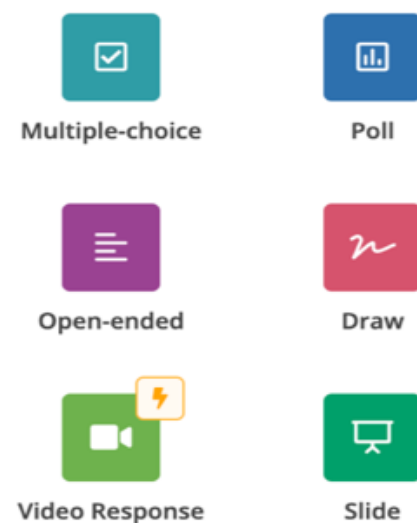 Multiple-choice
Poll
Open-ended
Draw
Video Response
Slide